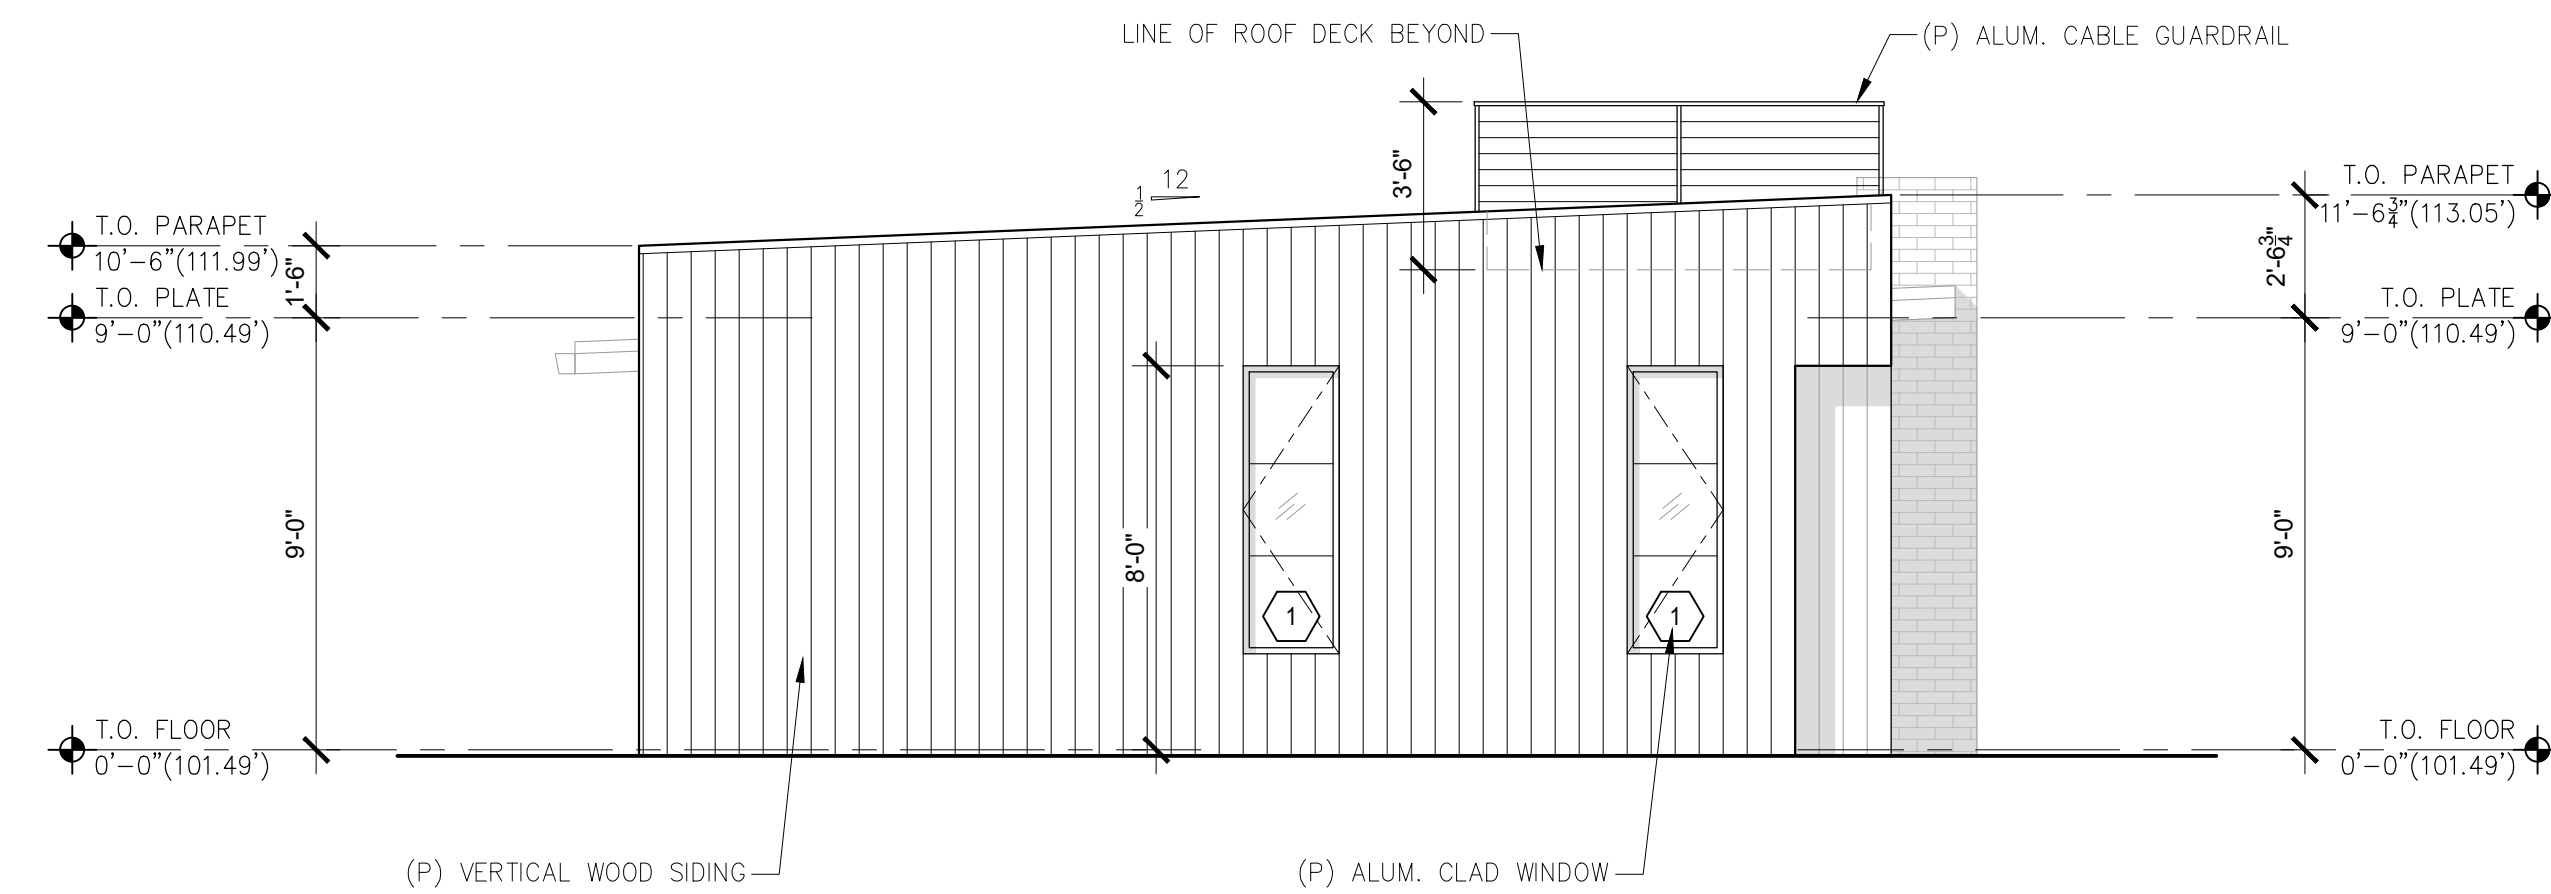 LINE OF ROOF DECK BEYOND
(P) ALUM. CABLE GUARDRAIL
3'-6"
12
1/2
T.O. PARAPET
10'-6"(111.99')
1'-6"
T.O. PLATE
9'-0"(110.49')
T.O. PARAPET
11'-6 3/4"(113.05')
2'-6 3/4"
T.O. PLATE
9'-0"(110.49')
9'-0"
8'-0"
9'-0"
1
1
T.O. FLOOR
0'-0"(101.49')
T.O. FLOOR
0'-0"(101.49')
(P) VERTICAL WOOD SIDING
(P) ALUM. CLAD WINDOW